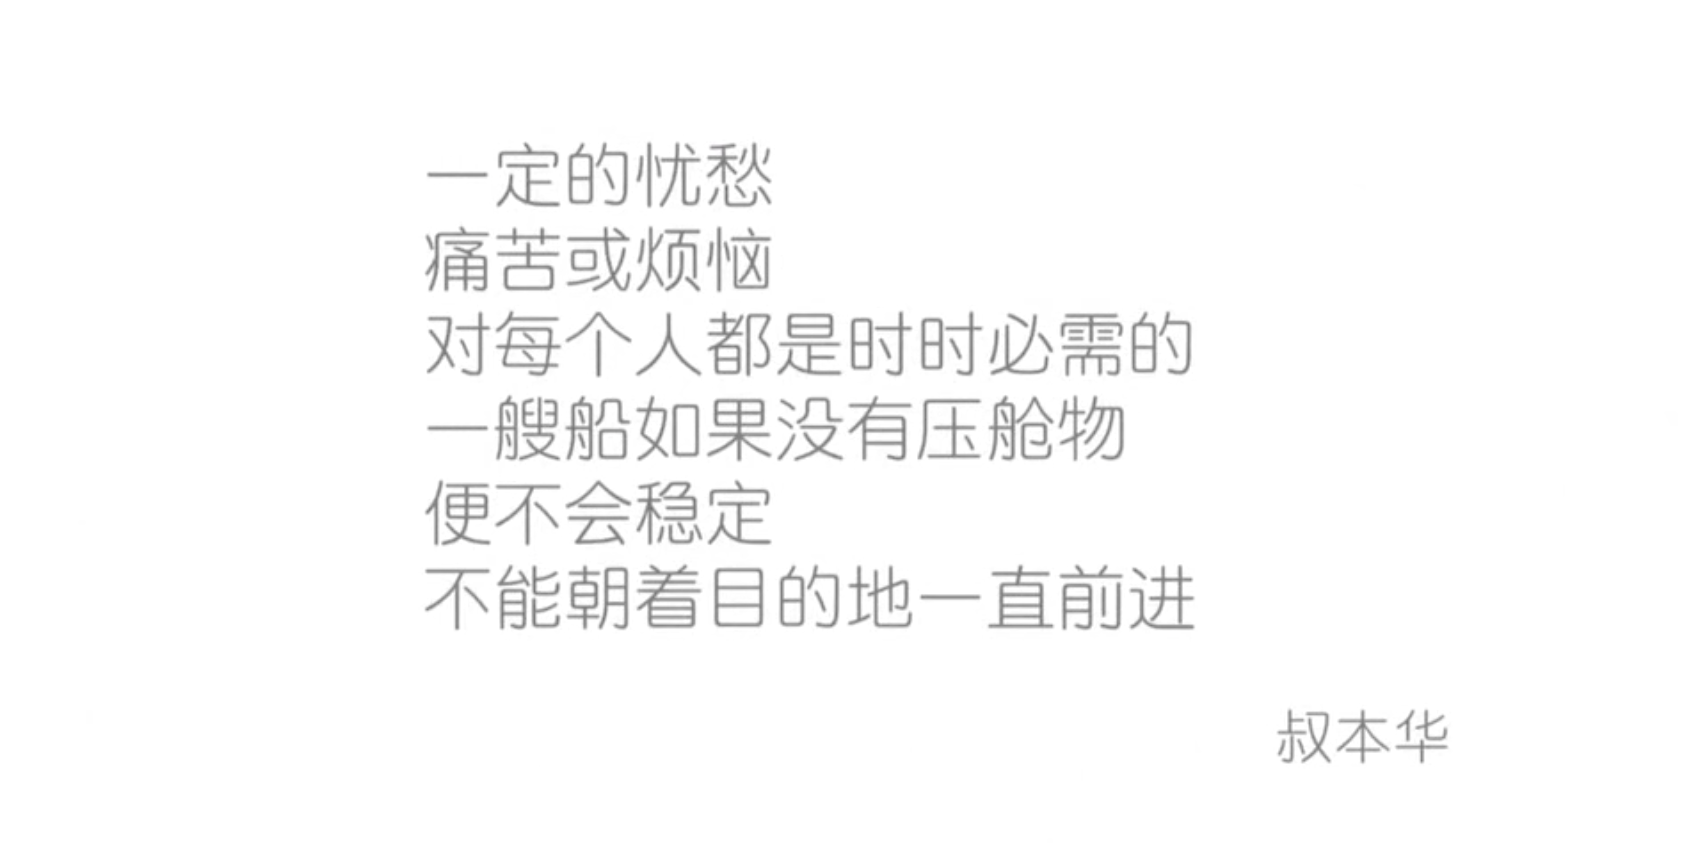 一定的忧愁
痛苦或烦恼
对每个人都是时时必需的
一艘船如果没有压舱物
便不会稳定
不能朝着目的地一直前进
叔本华